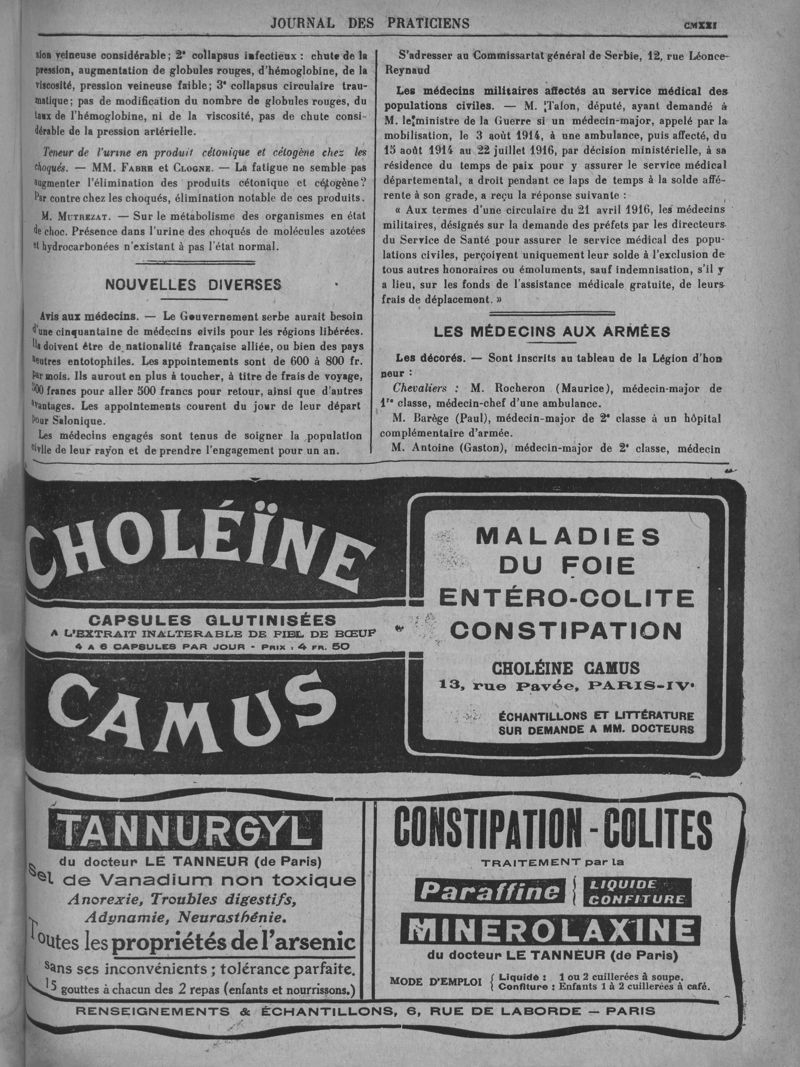 JOURNAL DES PRATICIENS
CMXXI
sion veineuse considérable; 2° collapsus infectieux : chute de la
pression, augmentation de globules rouges, d'hémoglobine, de la
viscosité, pression veineuse faible; 3° collapsus circulaire trau-
matique; pas de modification du nombre de globules rouges, du
taux de l'hémoglobine, ni de la viscosité, pas de chute consi-
dérable de la pression artérielle.
Teneur de l'urine en produit cétonique et cétogène chez les
choqués. — MM. FABRE et CLOGNE. — La fatigue ne semble pas
augmenter l'élimination des produits cétonique et cétogène?
Par contre chez les choqués, élimination notable de ces produits.
M. MUTREZAT. — Sur le métabolisme des organismes en état
de choc. Présence dans l'urine des choqués de molécules azotées
et hydrocarbonées n'existant à pas l'état normal.
NOUVELLES DIVERSES
Avis aux médecins. — Le Gouvernement serbe aurait besoin
d'une cinquantaine de médecins civils pour les régions libérées.
Ils doivent être de nationalité française alliée, ou bien des pays
neutres entotophiles. Les appointements sont de 600 à 800 fr.
par mois. Ils auront en plus à toucher, à titre de frais de voyage,
500 francs pour aller 500 francs pour retour, ainsi que d'autres
avantages. Les appointements courent du jour de leur départ
pour Salonique.
Les médecins engagés sont tenus de soigner la population
civile de leur rayon et de prendre l'engagement pour un an.
S'adresser au Commissartat général de Serbie, 12, rue Léonce-
Reynaud
Les médecins militaires affectés au service médical des
populations civiles. — M. Talon, député, ayant demandé à
M. le ministre de la Guerre si un médecin-major, appelé par la
mobilisation, le 3 août 1914, à une ambulance, puis affecté, du
13 août 1914 au 22 juillet 1916, par décision ministérielle, à sa
résidence du temps de paix pour y assurer le service médical
départemental, a droit pendant ce laps de temps à la solde affé-
rente à son grade, a reçu la réponse suivante :
« Aux termes d'une circulaire du 21 avril 1916, les médecins
militaires, désignés sur la demande des préfets par les directeurs
du Service de Santé pour assurer le service médical des popu-
lations civiles, perçoivent uniquement leur solde à l'exclusion de
tous autres honoraires ou émoluments, sauf indemnisation, s'il y
a lieu, sur les fonds de l'assistance médicale gratuite, de leurs
frais de déplacement. »
LES MÉDECINS AUX ARMÉES
Les décorés. — Sont inscrits au tableau de la Légion d'hon
neur :
Chevaliers : M. Rocheron (Maurice), médecin-major de
1re classe, médecin-chef d'une ambulance.
M. Barège (Paul), médecin-major de 2e classe à un hôpital
complémentaire d'armée.
M. Antoine (Gaston), médecin-major de 2e classe, médecin
CHOLÉÏNE
CAPSULES GLUTINISÉES
A L'EXTRAIT INALTERABLE DE FIEL DE BŒUF
4 A 6 CAPSULES PAR JOUR - PRIX : 4 FR. 50
CAMUS
MALADIES
DU FOIE
ENTÉRO-COLITE
CONSTIPATION
CHOLÉINE CAMUS
13, rue Pavée, PARIS-IVe
ÉCHANTILLONS ET LITTÉRATURE
SUR DEMANDE A MM. DOCTEURS
TANNURGYL
du docteur LE TANNEUR (de Paris)
Sel de Vanadium non toxique
Anorexie, Troubles digestifs,
Adynamie, Neurasthénie.
Toutes les propriétés de l'arsenic
sans ses inconvénients ; tolérance parfaite.
15 gouttes à chacun des 2 repas (enfants et nourrissons.)
CONSTIPATION - COLITES
TRAITEMENT par la
Paraffine { LIQUIDE
CONFITURE
MINEROLAXINE
du docteur LE TANNEUR (de Paris)
MODE D'EMPLOI { Liquide : 1 ou 2 cuillerées à soupe.
Confiture : Enfants 1 à 2 cuillerées à café.
RENSEIGNEMENTS & ÉCHANTILLONS, 6, RUE DE LABORDE — PARIS